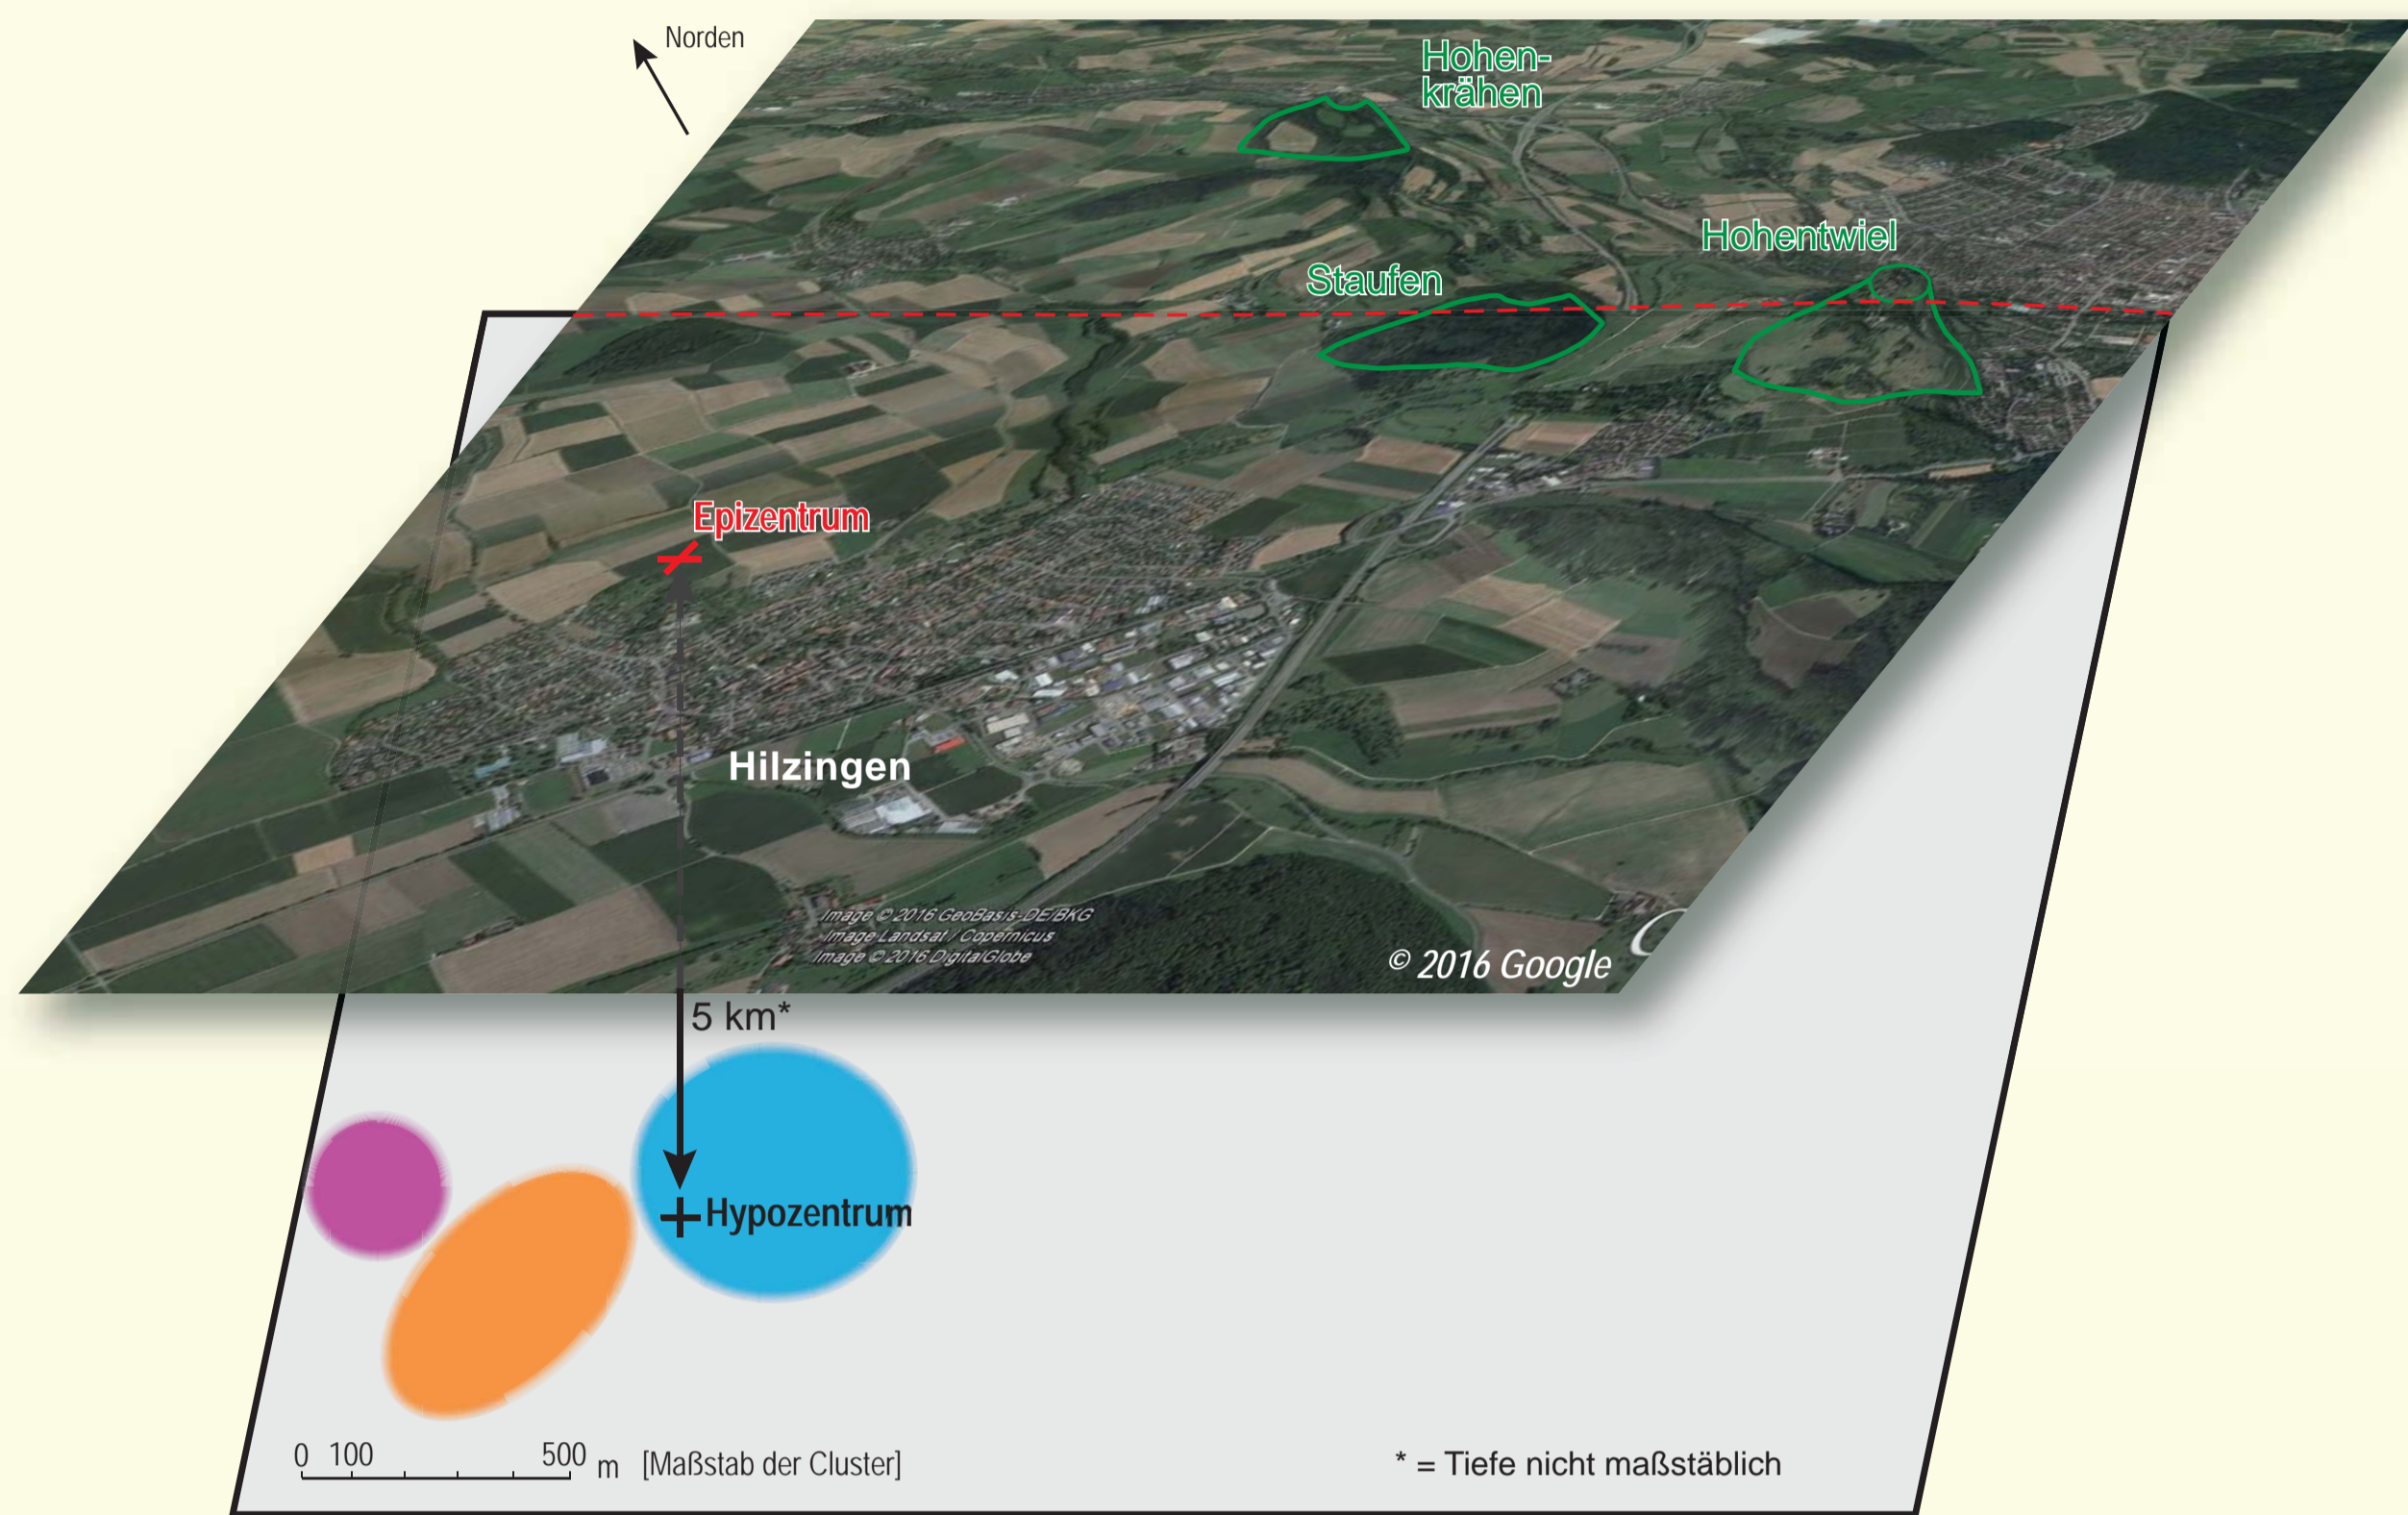 Norden
Hohen-
krähen
Hohentwiel
Staufen
Epizentrum
Hilzingen
Image © 2016 GeoBasis-DE/BKG
Image Landsat / Copernicus
Image © 2016 DigitalGlobe
© 2016 Google
5 km*
Hypozentrum
0 100 500 m [Maßstab der Cluster]
* = Tiefe nicht maßstäblich